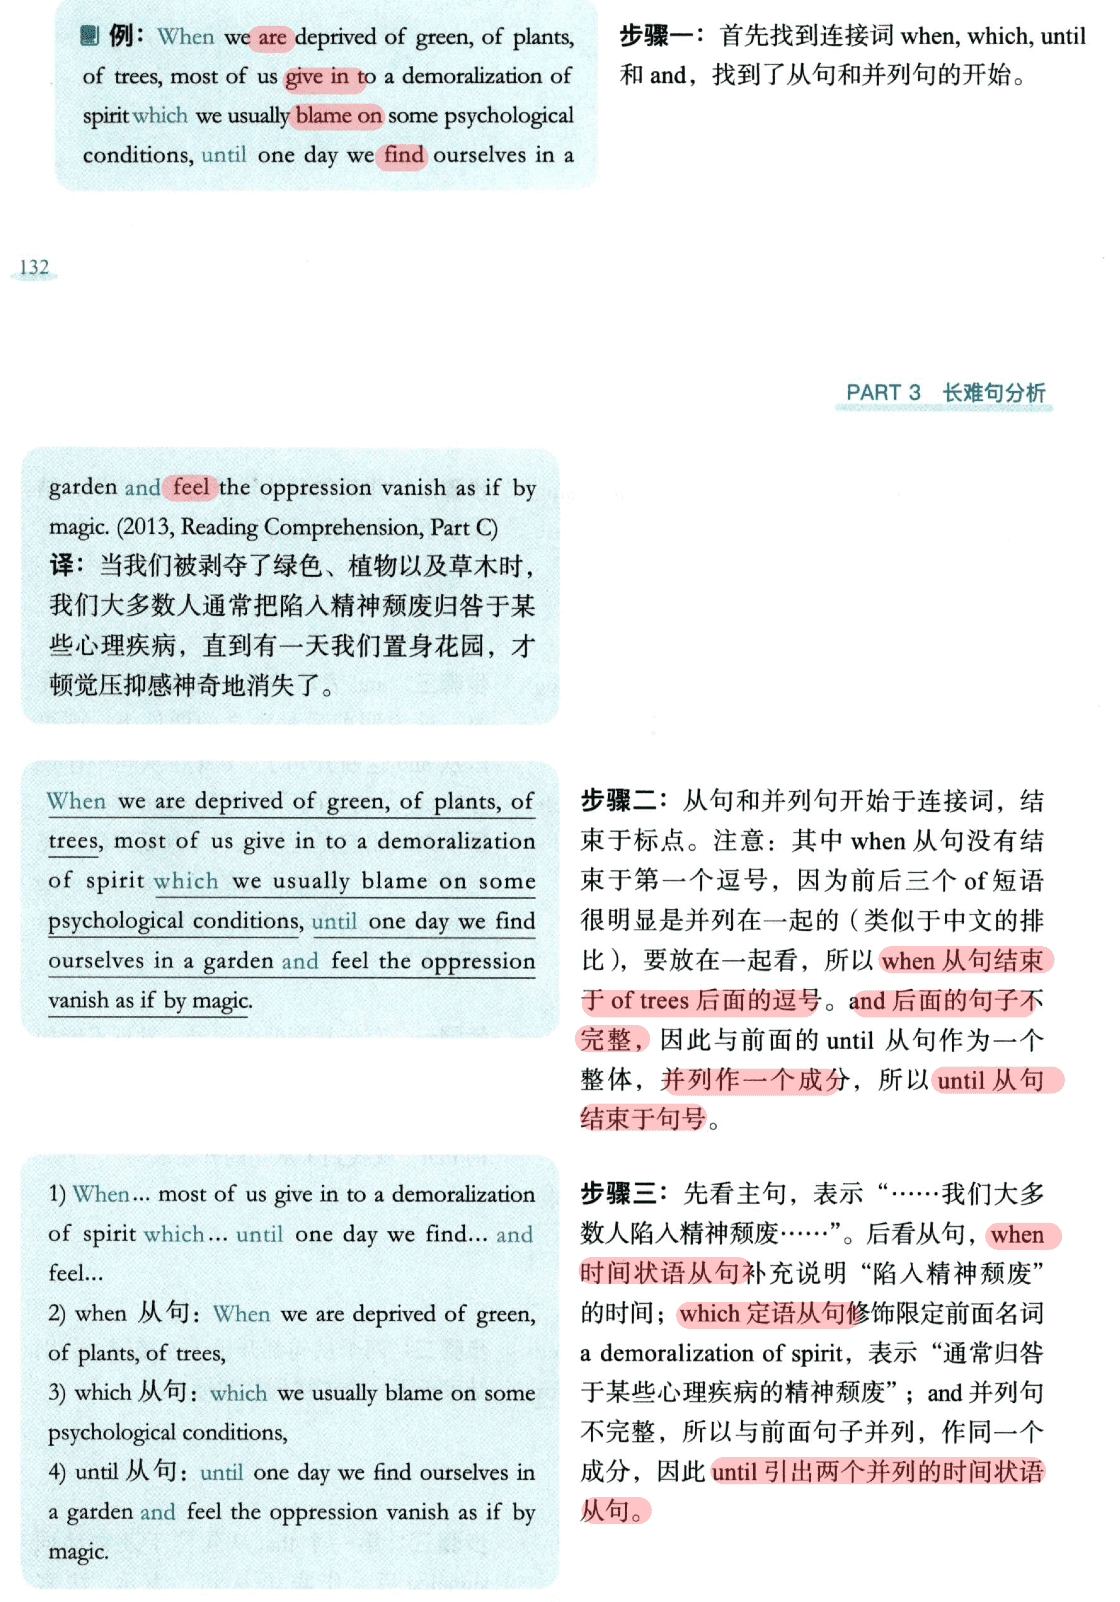 例：When we are deprived of green, of plants,
of trees, most of us give in to a demoralization of
spirit which we usually blame on some psychological
conditions, until one day we find ourselves in a
步骤一：首先找到连接词 when, which, until
和 and，找到了从句和并列句的开始。
132
PART 3 长难句分析
garden and feel the oppression vanish as if by
magic. (2013, Reading Comprehension, Part C)
译：当我们被剥夺了绿色、植物以及草木时，
我们大多数人通常把陷入精神颓废归咎于某
些心理疾病，直到有一天我们置身花园，才
顿觉压抑感神奇地消失了。
When we are deprived of green, of plants, of
trees, most of us give in to a demoralization
of spirit which we usually blame on some
psychological conditions, until one day we find
ourselves in a garden and feel the oppression
vanish as if by magic.
步骤二：从句和并列句开始于连接词，结
束于标点。注意：其中 when 从句没有结
束于第一个逗号，因为前后三个 of 短语
很明显是并列在一起的（类似于中文的排
比），要放在一起看，所以 when 从句结束
于 of trees 后面的逗号。and 后面的句子不
完整，因此与前面的 until 从句作为一个
整体，并列作一个成分，所以 until 从句
结束于句号。
1) When... most of us give in to a demoralization
of spirit which... until one day we find... and
feel...
2) when 从句：When we are deprived of green,
of plants, of trees,
3) which 从句：which we usually blame on some
psychological conditions,
4) until 从句：until one day we find ourselves in
a garden and feel the oppression vanish as if by
magic.
步骤三：先看主句，表示“……我们大多
数人陷入精神颓废……”。后看从句，when
时间状语从句补充说明“陷入精神颓废”
的时间；which 定语从句修饰限定前面名词
a demoralization of spirit，表示“通常归咎
于某些心理疾病的精神颓废”；and 并列句
不完整，所以与前面句子并列，作同一个
成分，因此 until 引出两个并列的时间状语
从句。